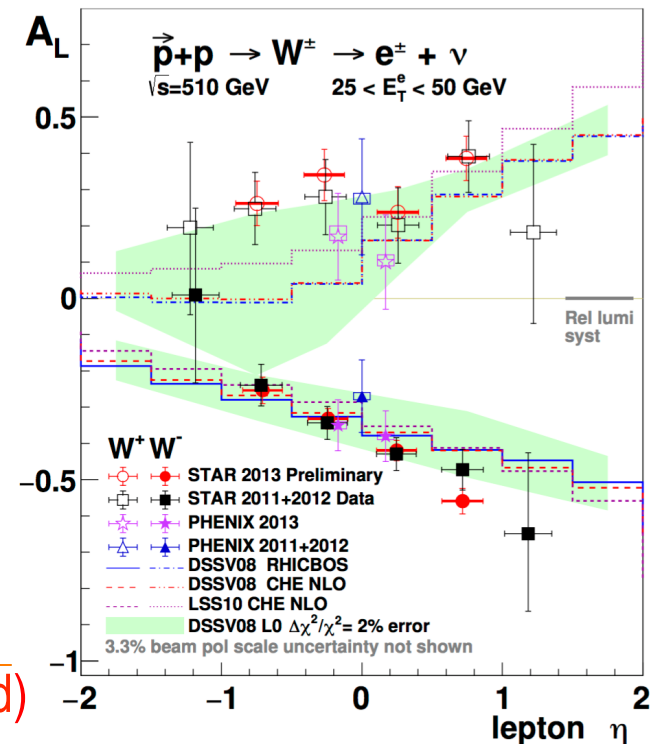 A_L
p⃗+p → W± → e± + ν
√s=510 GeV 25 < E_T^e < 50 GeV
0.5
0
Rel lumi
syst
W⁺ W⁻
STAR 2013 Preliminary
−0.5
STAR 2011+2012 Data
PHENIX 2013
PHENIX 2011+2012
DSSV08 RHICBOS
DSSV08 CHE NLO
LSS10 CHE NLO
DSSV08 L0 Δχ²/χ²= 2% error
3.3% beam pol scale uncertainty not shown
−1
d)
−2 −1 0 1 2
lepton η